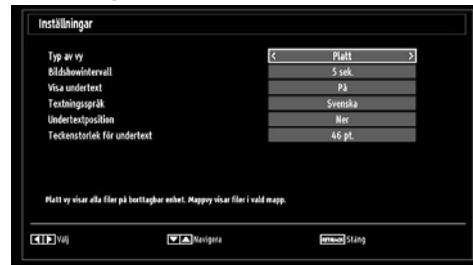 Inställningar
Typ av vy < Platt >
Bildshowintervall 5 sek.
Visa undertext På
Textningsspråk Svenska
Undertextposition Ner
Teckenstorlek för undertext 46 pt.
Platt vy visar alla filer på borttagbar enhet. Mappvy visar filer i vald mapp.
Välj Navigera RETURN Stäng